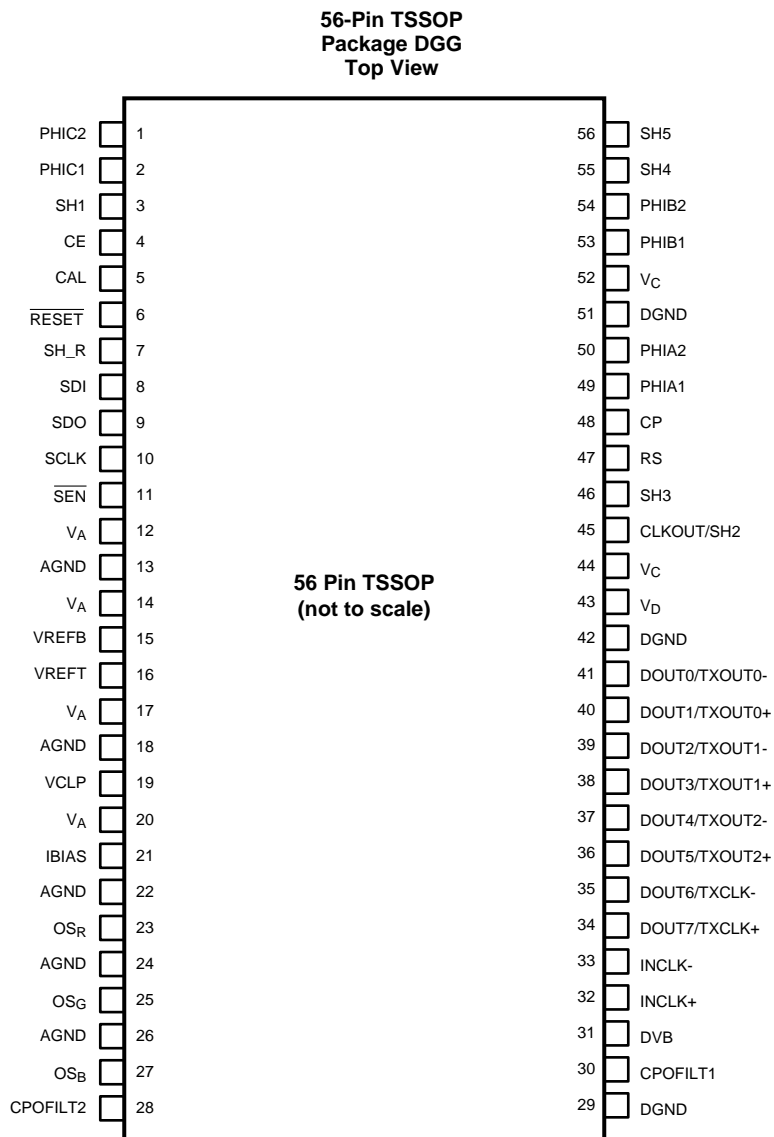 56-Pin TSSOP
Package DGG
Top View
PHIC2 1 56 SH5
PHIC1 2 55 SH4
SH1 3 54 PHIB2
CE 4 53 PHIB1
CAL 5 52 VC
RESET 6 51 DGND
SH_R 7 50 PHIA2
SDI 8 49 PHIA1
SDO 9 48 CP
SCLK 10 47 RS
SEN 11 46 SH3
VA 12 45 CLKOUT/SH2
AGND 13 44 VC
56 Pin TSSOP
(not to scale)
VA 14 43 VD
VREFB 15 42 DGND
VREFT 16 41 DOUT0/TXOUT0-
VA 17 40 DOUT1/TXOUT0+
AGND 18 39 DOUT2/TXOUT1-
VCLP 19 38 DOUT3/TXOUT1+
VA 20 37 DOUT4/TXOUT2-
IBIAS 21 36 DOUT5/TXOUT2+
AGND 22 35 DOUT6/TXCLK-
OSR 23 34 DOUT7/TXCLK+
AGND 24 33 INCLK-
OSG 25 32 INCLK+
AGND 26 31 DVB
OSB 27 30 CPOFILT1
CPOFILT2 28 29 DGND